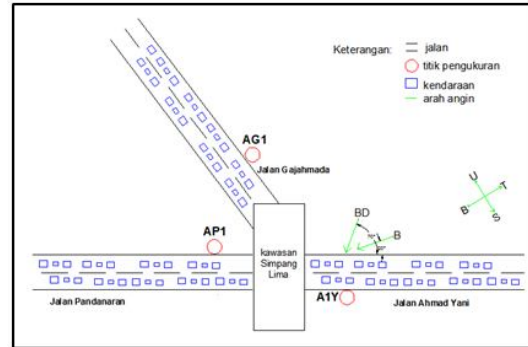 Keterangan:
jalan
titik pengukuran
kendaraan
arah angin
AG1
Jalan Gajahmada
U
T
B
S
BD
B
AP1
kawasan
Simpang
Lima
Jalan Pandanaran
A1Y
Jalan Ahmad Yani